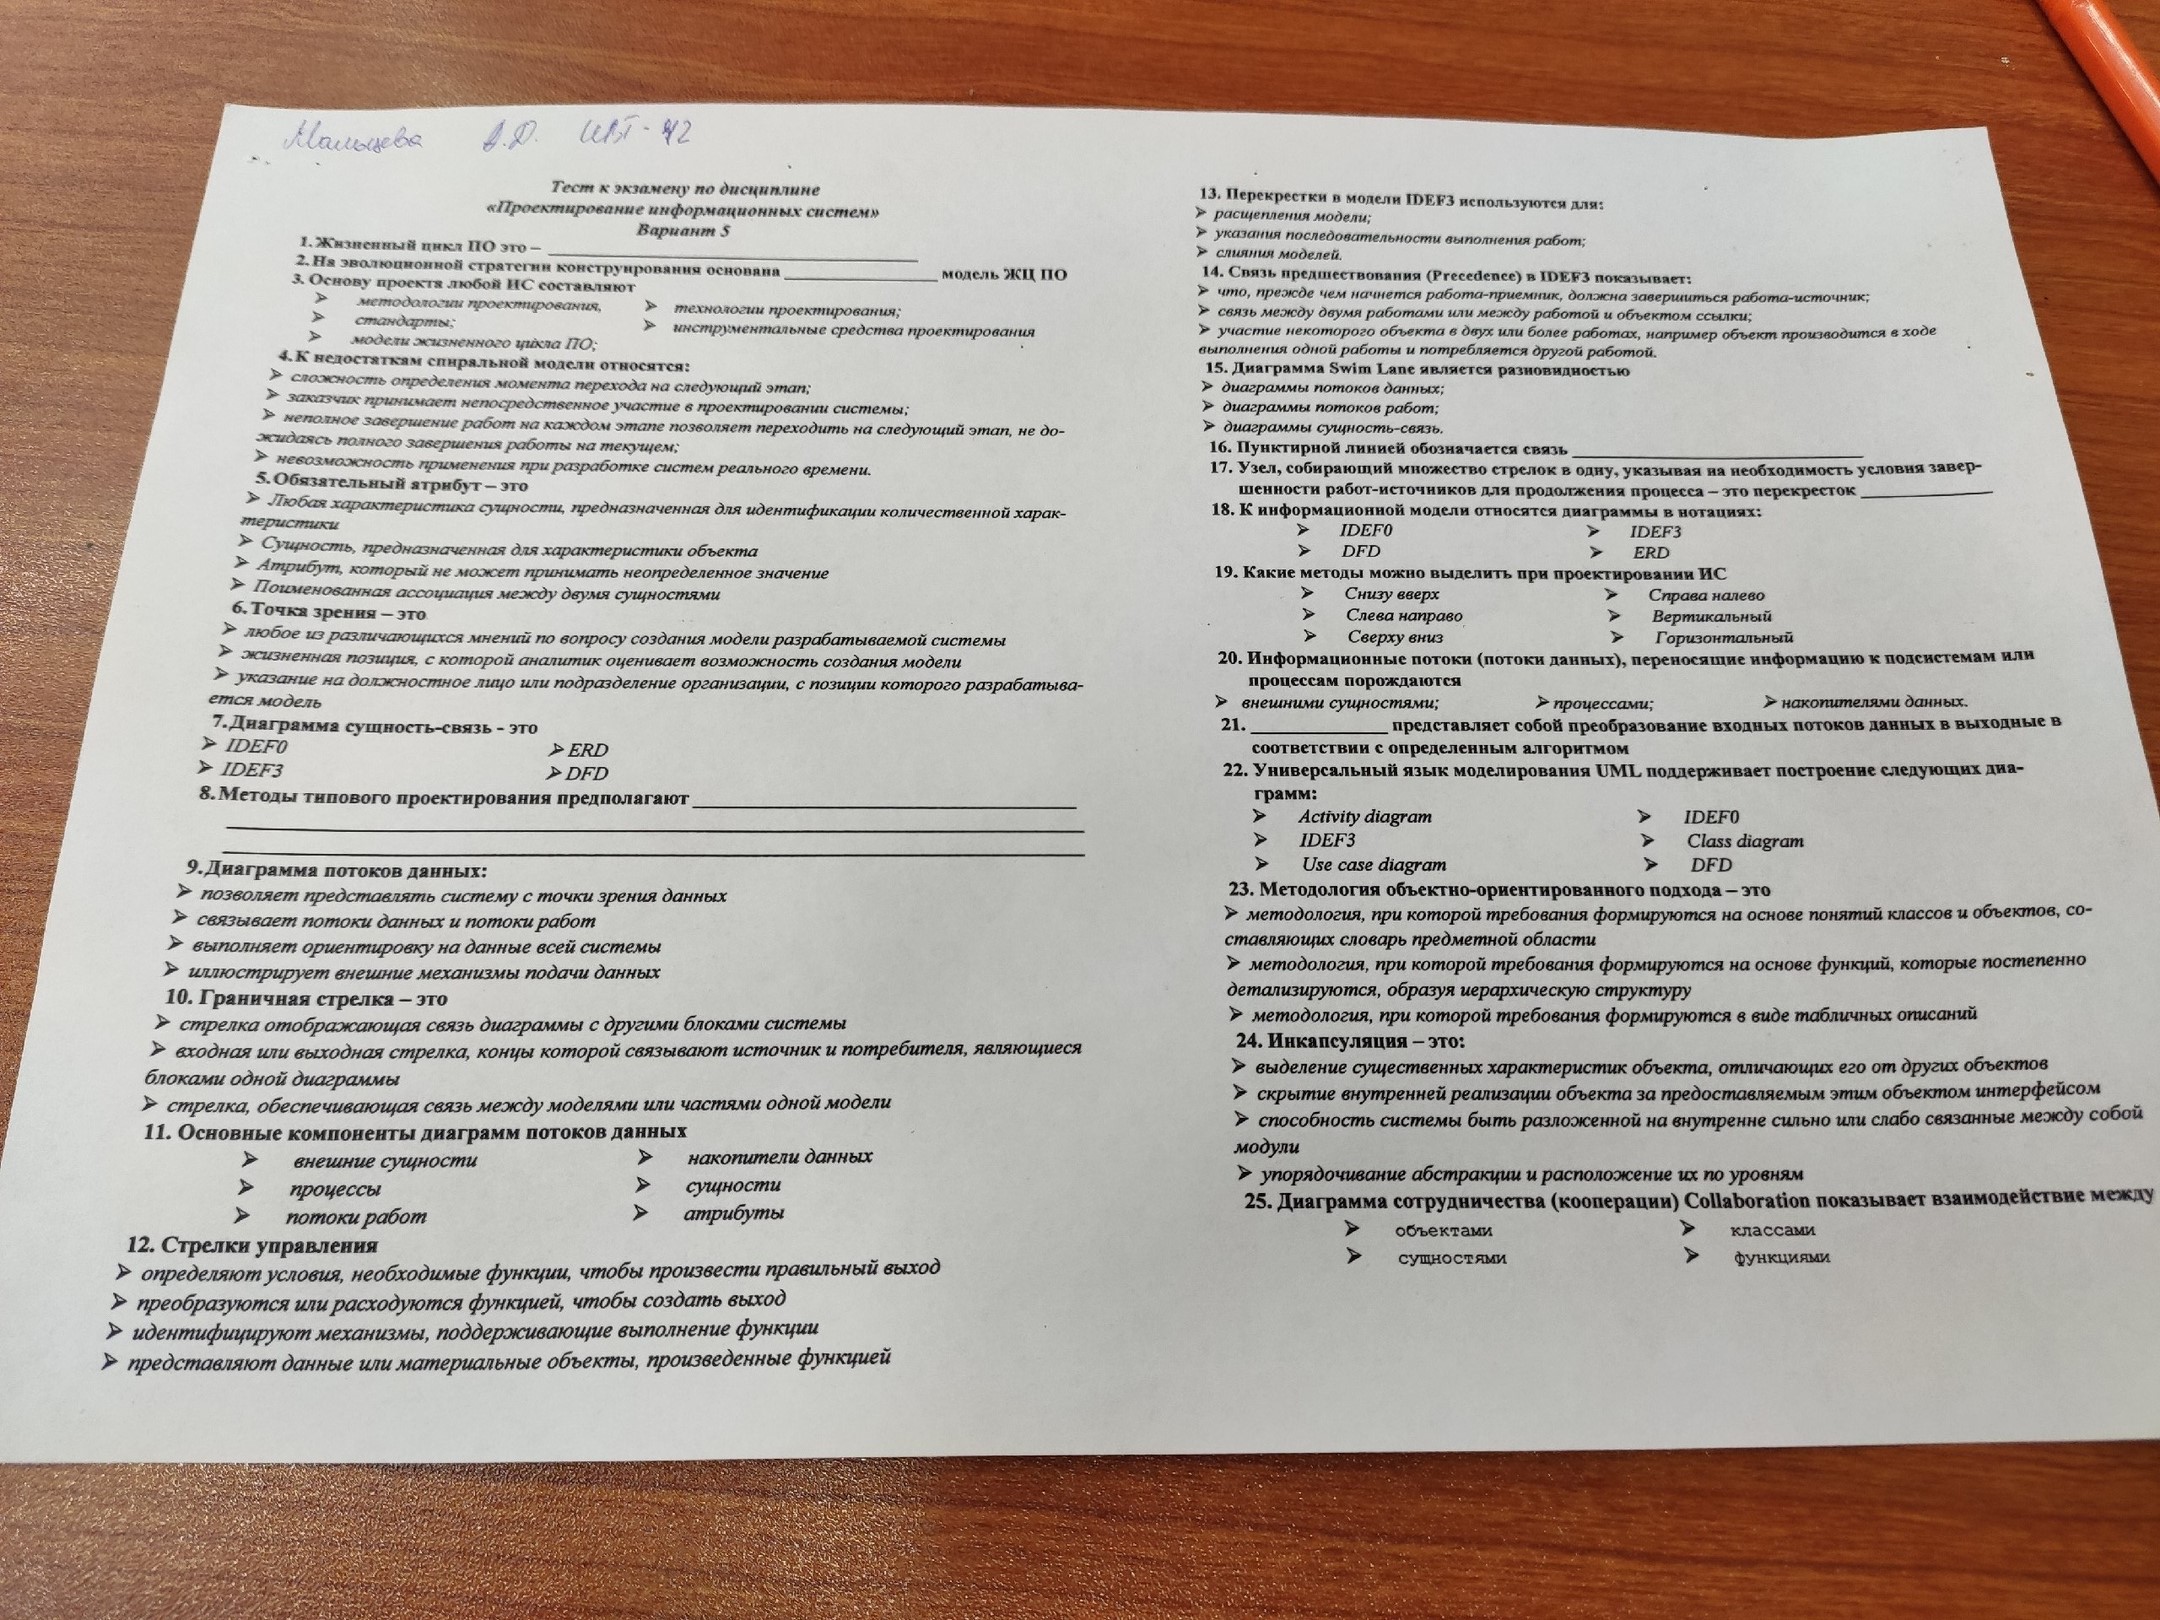 Мальцева А.Д. ИСТ-42
Тест к экзамену по дисциплине
«Проектирование информационных систем»
Вариант 5
1. Жизненный цикл ПО это – ____
2. На эволюционной стратегии конструирования основана ____ модель ЖЦ ПО
3. Основу проекта любой ИС составляют
➢ методологии проектирования, ➢ технологии проектирования;
➢ стандарты; ➢ инструментальные средства проектирования
➢ модели жизненного цикла ПО;
4. К недостаткам спиральной модели относятся:
➢ сложность определения момента перехода на следующий этап;
➢ заказчик принимает непосредственное участие в проектировании системы;
➢ неполное завершение работ на каждом этапе позволяет переходить на следующий этап, не до-
жидаясь полного завершения работы на текущем;
➢ невозможность применения при разработке систем реального времени.
5. Обязательный атрибут – это
➢ Любая характеристика сущности, предназначенная для идентификации количественной харак-
теристики
➢ Сущность, предназначенная для характеристики объекта
➢ Атрибут, который не может принимать неопределенное значение
➢ Поименованная ассоциация между двумя сущностями
6. Точка зрения – это
➢ любое из различающихся мнений по вопросу создания модели разрабатываемой системы
➢ жизненная позиция, с которой аналитик оценивает возможность создания модели
➢ указание на должностное лицо или подразделение организации, с позиции которого разрабатыва-
ется модель
7. Диаграмма сущность-связь - это
➢ IDEF0 ➢ ERD
➢ IDEF3 ➢ DFD
8. Методы типового проектирования предполагают ____
9. Диаграмма потоков данных:
➢ позволяет представлять систему с точки зрения данных
➢ связывает потоки данных и потоки работ
➢ выполняет ориентировку на данные всей системы
➢ иллюстрирует внешние механизмы подачи данных
10. Граничная стрелка – это
➢ стрелка отображающая связь диаграммы с другими блоками системы
➢ входная или выходная стрелка, концы которой связывают источник и потребителя, являющиеся
блоками одной диаграммы
➢ стрелка, обеспечивающая связь между моделями или частями одной модели
11. Основные компоненты диаграмм потоков данных
➢ внешние сущности ➢ накопители данных
➢ процессы ➢ сущности
➢ потоки работ ➢ атрибуты
12. Стрелки управления
➢ определяют условия, необходимые функции, чтобы произвести правильный выход
➢ преобразуются или расходуются функцией, чтобы создать выход
➢ идентифицируют механизмы, поддерживающие выполнение функции
➢ представляют данные или материальные объекты, произведенные функцией
13. Перекрестки в модели IDEF3 используются для:
➢ расщепления модели;
➢ указания последовательности выполнения работ;
➢ слияния моделей.
14. Связь предшествования (Precedence) в IDEF3 показывает:
➢ что, прежде чем начнется работа-приемник, должна завершиться работа-источник;
➢ связь между двумя работами или между работой и объектом ссылки;
➢ участие некоторого объекта в двух или более работах, например объект производится в ходе
выполнения одной работы и потребляется другой работой.
15. Диаграмма Swim Lane является разновидностью
➢ диаграммы потоков данных;
➢ диаграммы потоков работ;
➢ диаграммы сущность-связь.
16. Пунктирной линией обозначается связь ____
17. Узел, собирающий множество стрелок в одну, указывая на необходимость условия завер-
шенности работ-источников для продолжения процесса – это перекресток ____
18. К информационной модели относятся диаграммы в нотациях:
➢ IDEF0 ➢ IDEF3
➢ DFD ➢ ERD
19. Какие методы можно выделить при проектировании ИС
➢ Снизу вверх ➢ Справа налево
➢ Слева направо ➢ Вертикальный
➢ Сверху вниз ➢ Горизонтальный
20. Информационные потоки (потоки данных), переносящие информацию к подсистемам или
процессам порождаются
➢ внешними сущностями; ➢ процессами; ➢ накопителями данных.
21. ____ представляет собой преобразование входных потоков данных в выходные в
соответствии с определенным алгоритмом
22. Универсальный язык моделирования UML поддерживает построение следующих диа-
грамм:
➢ Activity diagram ➢ IDEF0
➢ IDEF3 ➢ Class diagram
➢ Use case diagram ➢ DFD
23. Методология объектно-ориентированного подхода – это
➢ методология, при которой требования формируются на основе понятий классов и объектов, со-
ставляющих словарь предметной области
➢ методология, при которой требования формируются на основе функций, которые постепенно
детализируются, образуя иерархическую структуру
➢ методология, при которой требования формируются в виде табличных описаний
24. Инкапсуляция – это:
➢ выделение существенных характеристик объекта, отличающих его от других объектов
➢ скрытие внутренней реализации объекта за предоставляемым этим объектом интерфейсом
➢ способность системы быть разложенной на внутренне сильно или слабо связанные между собой
модули
➢ упорядочивание абстракции и расположение их по уровням
25. Диаграмма сотрудничества (кооперации) Collaboration показывает взаимодействие между
➢ объектами ➢ классами
➢ сущностями ➢ функциями